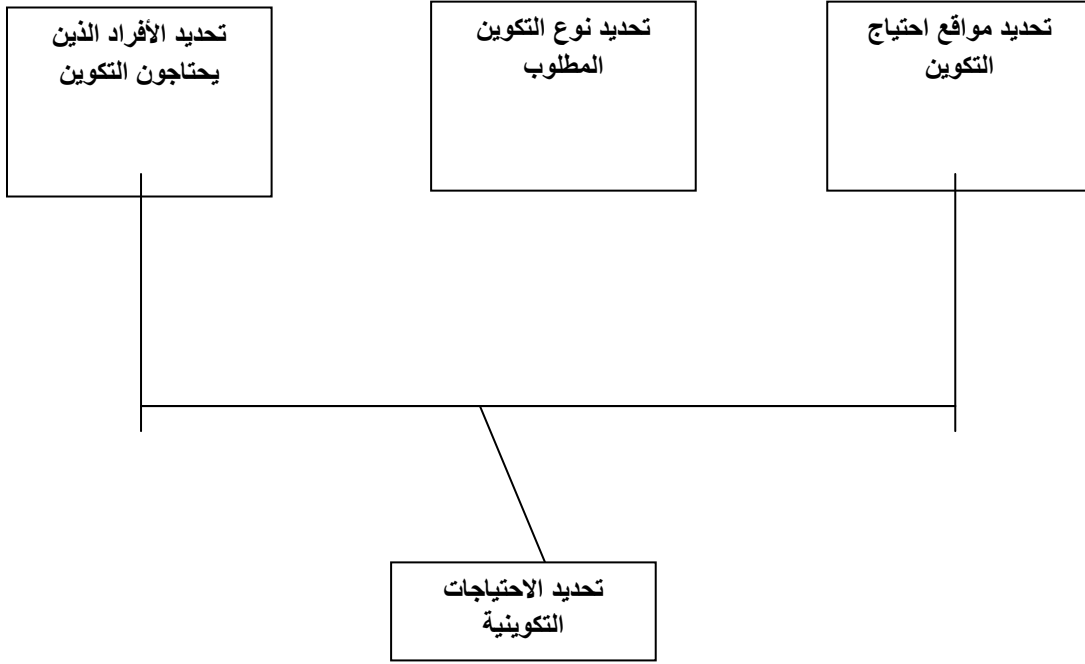 تحديد مواقع احتياج
التكوين
تحديد نوع التكوين
المطلوب
تحديد الأفراد الذين
يحتاجون التكوين
تحديد الاحتياجات
التكوينية